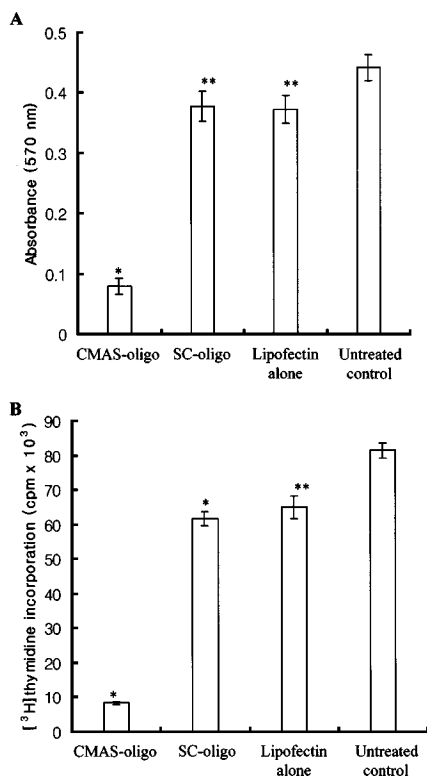 A
Absorbance (570 nm)
0.5
0.4
0.3
0.2
0.1
0
*
**
**
CMAS-oligo
SC-oligo
Lipofectin
alone
Untreated
control
B
[³H]thymidine incorporation (cpm x 10³)
90
80
70
60
50
40
30
20
10
0
*
*
**
CMAS-oligo
SC-oligo
Lipofectin
alone
Untreated
control